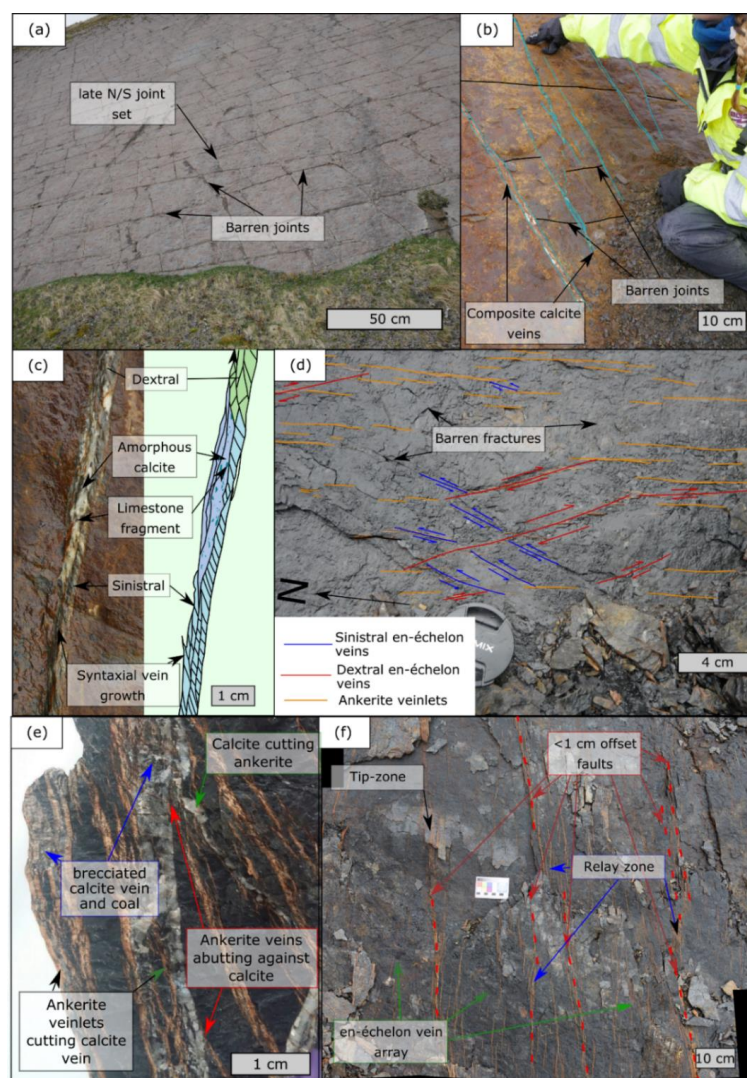 (a)
late N/S joint
set
Barren joints
50 cm
(b)
Composite calcite
veins
Barren joints
10 cm
(c)
Dextral
Amorphous
calcite
Limestone
fragment
Sinistral
Syntaxial vein
growth
1 cm
(d)
Barren fractures
N
MIX
Sinistral en-échelon
veins
Dextral en-échelon
veins
Ankerite veinlets
4 cm
(e)
Calcite cutting
ankerite
brecciated
calcite vein
and coal
Ankerite veins
abutting against
calcite
Ankerite
veinlets
cutting calcite
vein
1 cm
(f)
<1 cm offset
faults
Tip-zone
Relay zone
en-échelon vein
array
10 cm